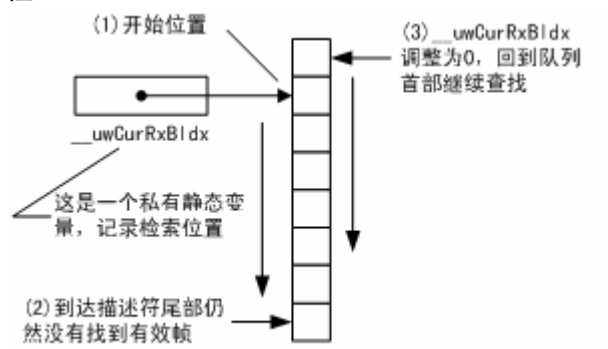 (1)开始位置
(3)__uwCurRxBIdx
调整为0，回到队列
首部继续查找
__uwCurRxBIdx
这是一个私有静态变
量，记录检索位置
(2)到达描述符尾部仍
然没有找到有效帧